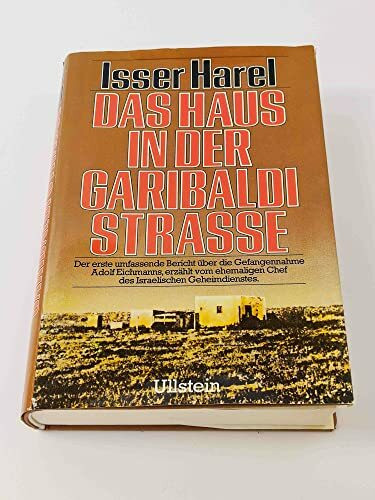 Isser Harel
DAS HAUS
IN DER
GARIBALDI
STRASSE
Der erste umfassende Bericht über die Gefangennahme
Adolf Eichmanns, erzählt vom ehemaligen Chef
des Israelischen Geheimdienstes.
Ullstein